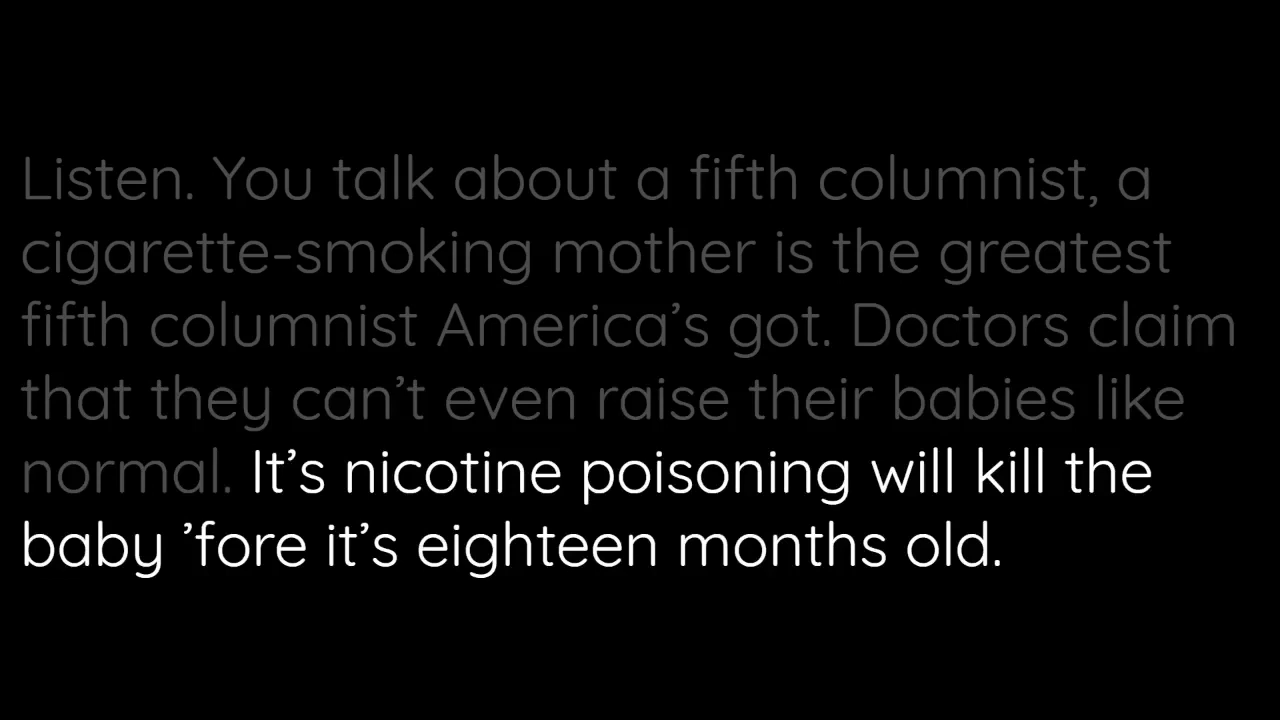 Listen. You talk about a fifth columnist, a
cigarette-smoking mother is the greatest
fifth columnist America’s got. Doctors claim
that they can’t even raise their babies like
normal. It’s nicotine poisoning will kill the
baby ’fore it’s eighteen months old.